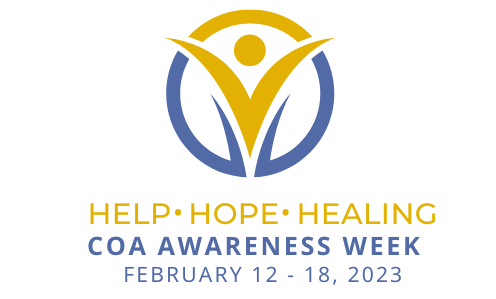 HELP• HOPE• HEALING
COA AWARENESS WEEK
FEBRUARY 12 - 18, 2023